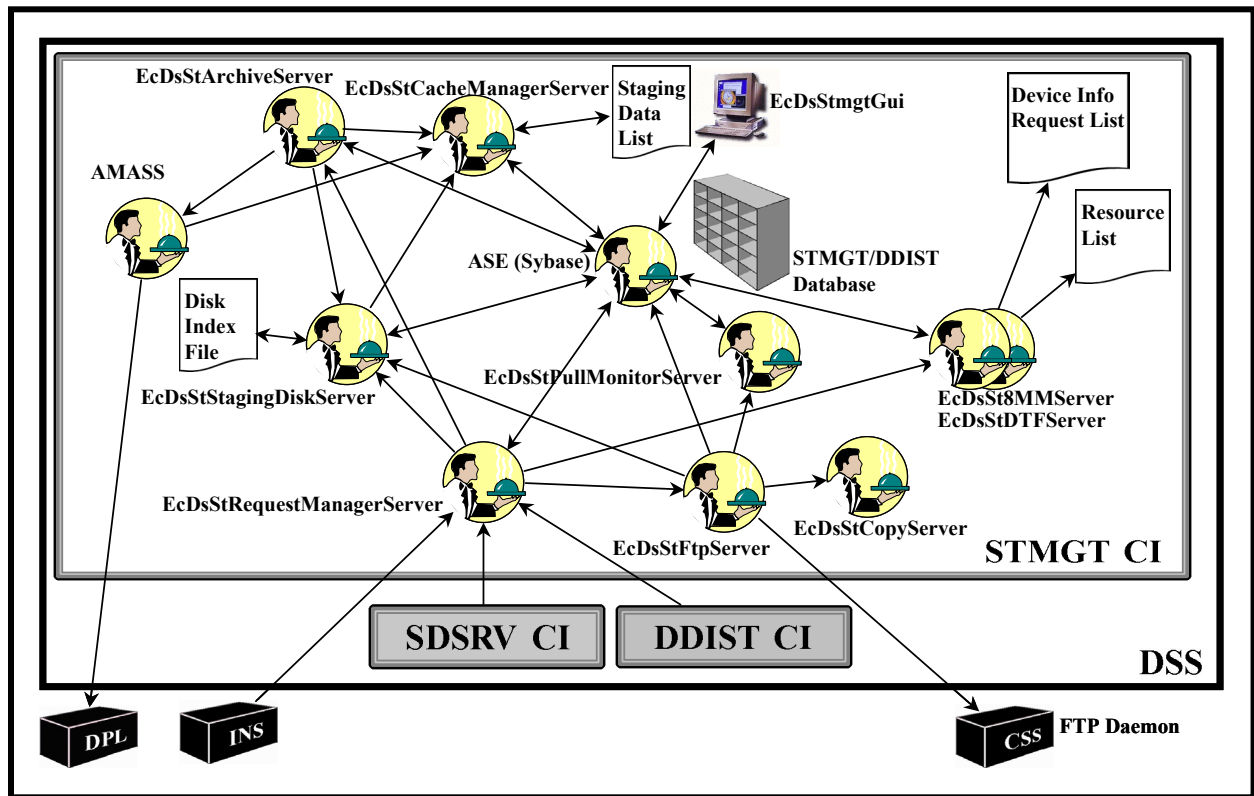 EcDsStArchiveServer
EcDsStCacheManagerServer
Staging
Data
List
EcDsStmgtGui
Device Info
Request List
AMASS
Resource
List
ASE (Sybase)
STMGT/DDIST
Database
Disk
Index
File
EcDsStStagingDiskServer
EcDsStPullMonitorServer
EcDsSt8MMServer
EcDsStDTFServer
EcDsStRequestManagerServer
EcDsStFtpServer
EcDsStCopyServer
STMGT CI
SDSRV CI
DDIST CI
DSS
DPL
INS
CSS
FTP Daemon